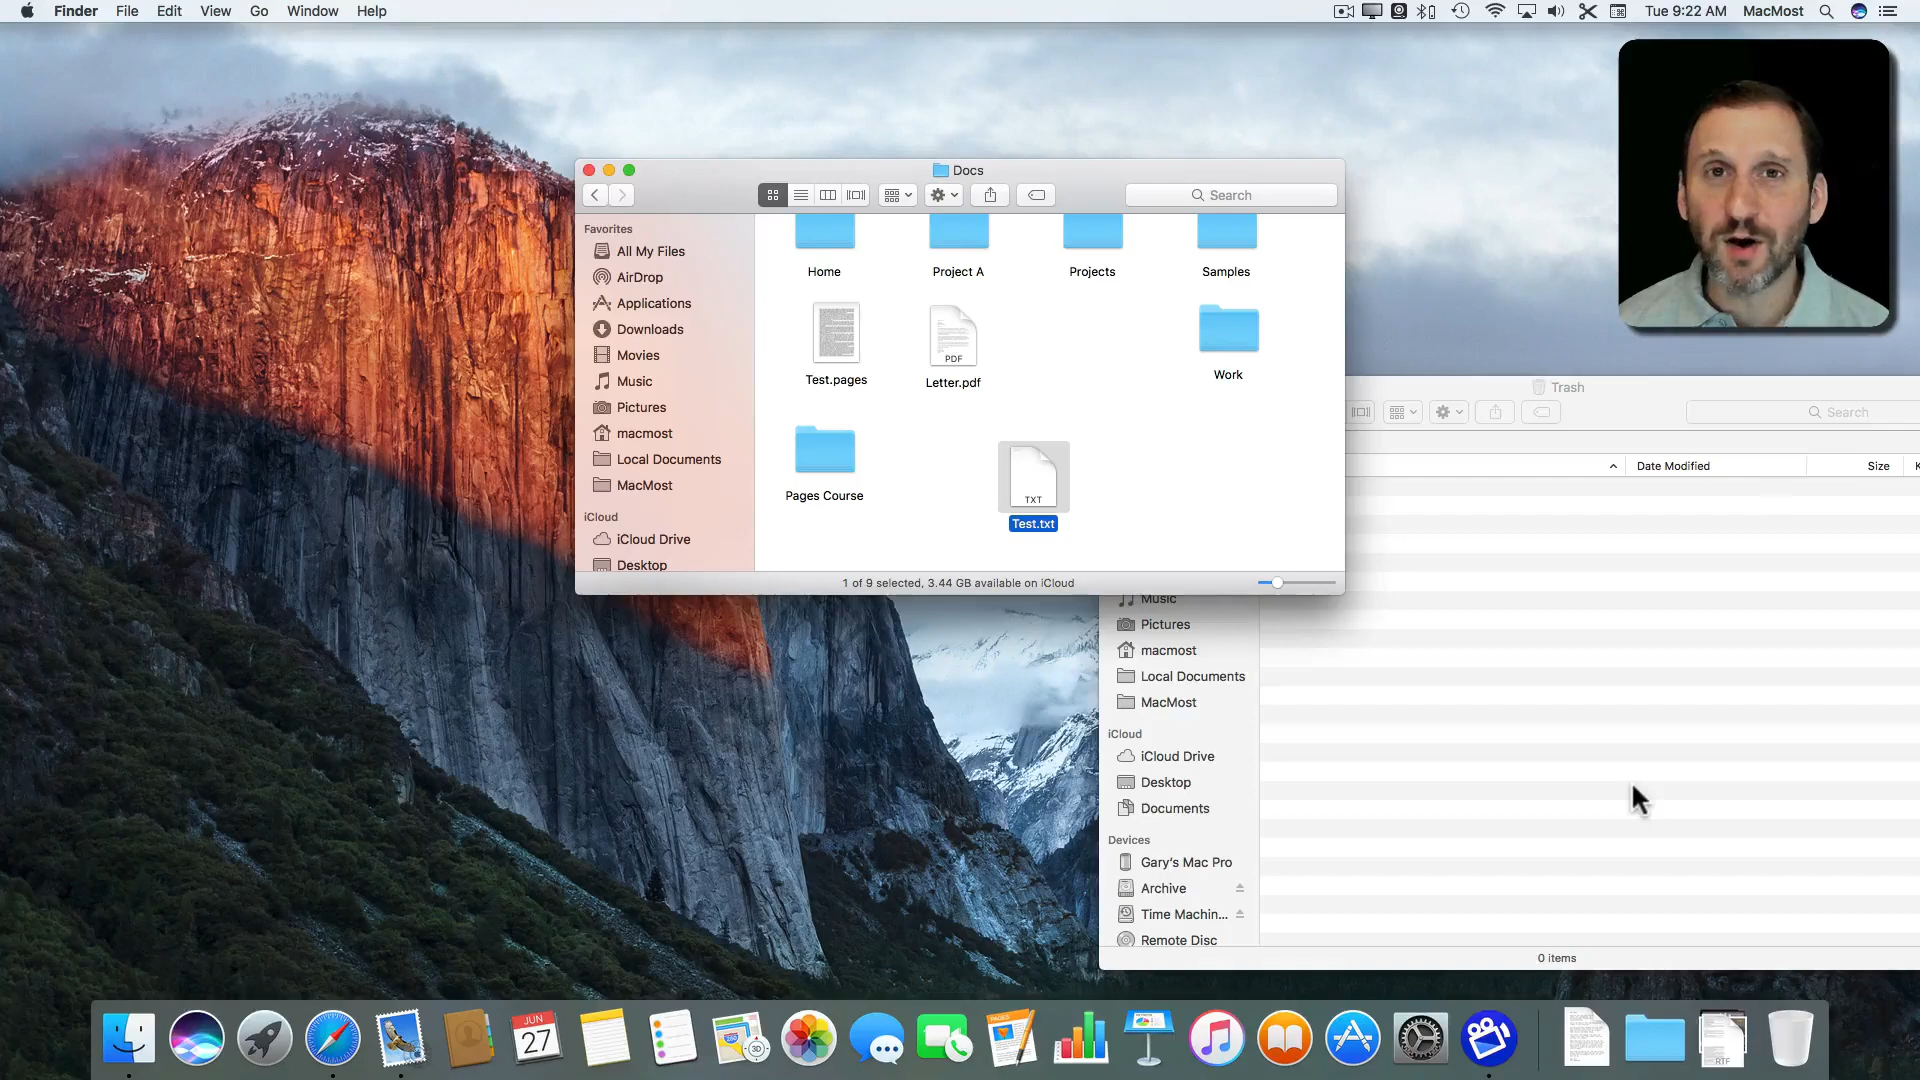 Finder File Edit View Go Window Help
Tue 9:22 AM MacMost
Docs
Search
Favorites
All My Files
AirDrop
Applications
Downloads
Movies
Music
Pictures
macmost
Local Documents
MacMost
iCloud
iCloud Drive
Desktop
Home Project A Projects Samples
PDF
Test.pages Letter.pdf Work
TXT
Pages Course Test.txt
1 of 9 selected, 3.44 GB available on iCloud
Trash
Search
Date Modified Size
Music
Pictures
macmost
Local Documents
MacMost
iCloud
iCloud Drive
Desktop
Documents
Devices
Gary's Mac Pro
Archive
Time Machin...
Remote Disc
0 items
JUN
27
PAGES
3D
RTF